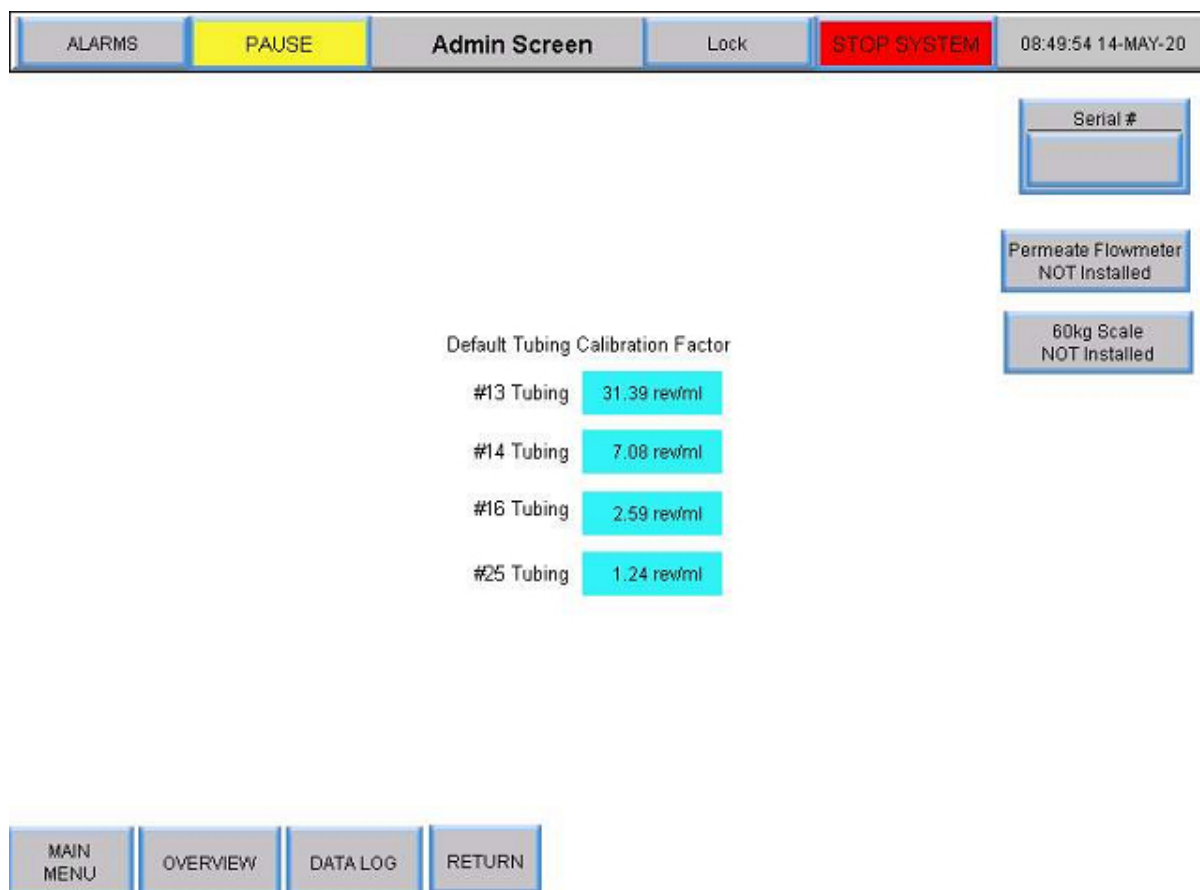 ALARMS
PAUSE
Admin Screen
Lock
STOP SYSTEM
08:49:54 14-MAY-20
Serial #
Permeate Flowmeter
NOT Installed
60kg Scale
NOT Installed
Default Tubing Calibration Factor
#13 Tubing 31.39 rev/ml
#14 Tubing 7.08 rev/ml
#16 Tubing 2.59 rev/ml
#25 Tubing 1.24 rev/ml
MAIN
MENU
OVERVIEW
DATA LOG
RETURN